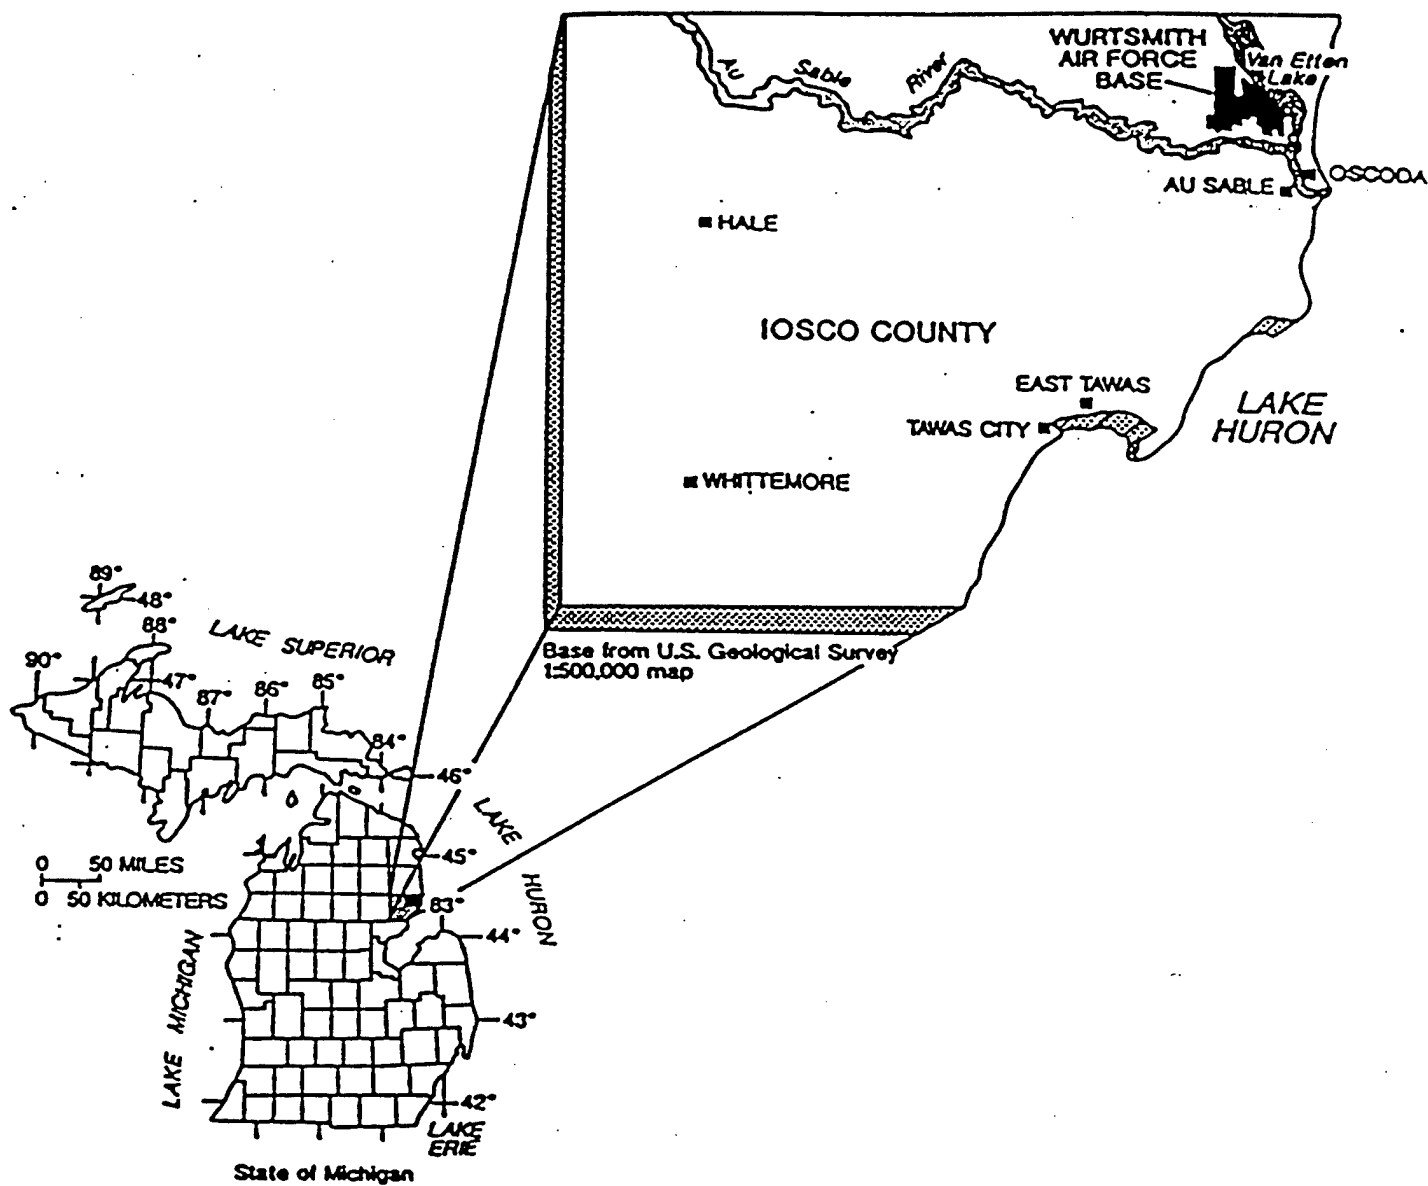 WURTSMITH
AIR FORCE
BASE
Van Etten
Lake
Au Sable River
OSCODA
AU SABLE
HALE
IOSCO COUNTY
EAST TAWAS
TAWAS CITY
LAKE
HURON
WHITTEMORE
Base from U.S. Geological Survey
1:500,000 map
89°
48°
88°
LAKE SUPERIOR
90°
47°
87°
86°
85°
84°
46°
LAKE HURON
45°
0 50 MILES
0 50 KILOMETERS
83°
44°
LAKE MICHIGAN
43°
42°
LAKE
ERIE
State of Michigan